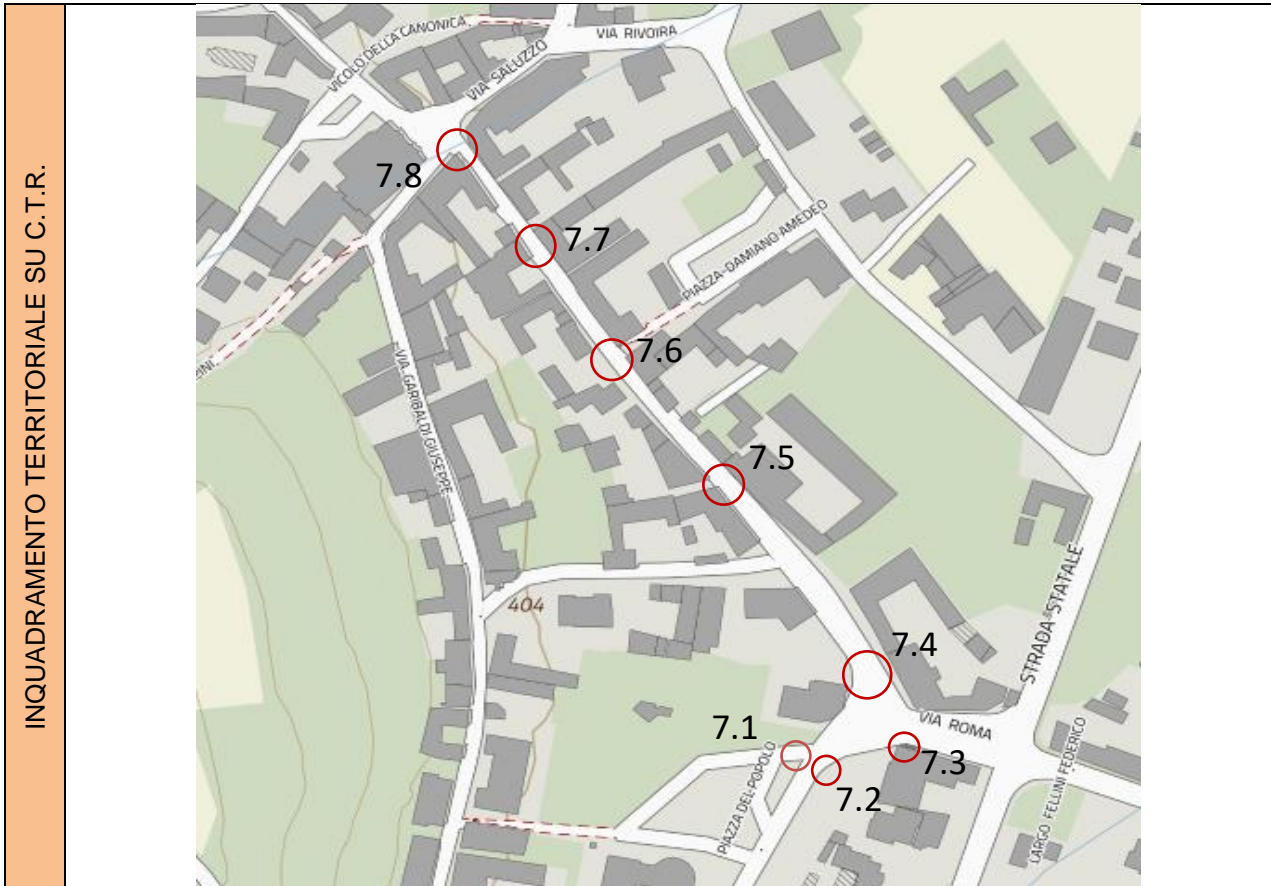 INQUADRAMENTO TERRITORIALE SU C.T.R.
VIA RIVOIRA
VICOLO DELLA CANONICA
VIA SALUZZO
7.8
7.7
PIAZZA DAMIANO AMEDEO
7.6
VIA GARIBALDI GIUSEPPE
7.5
404
STRADA STATALE
7.4
VIA ROMA
7.1
7.3
7.2
PIAZZA DEL POPOLO
LARGO FELLINI FEDERICO